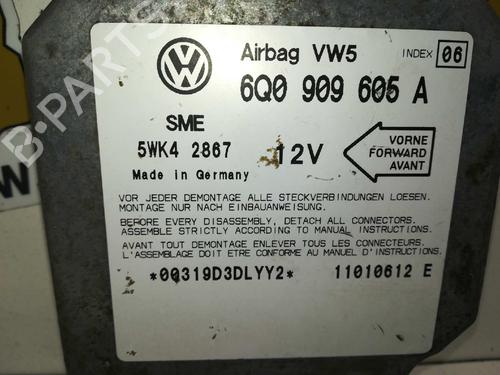 Airbag VW5 INDEX 06
6Q0 909 605 A
SME
5WK4 2867 12V
Made in Germany
VORNE
FORWARD
AVANT
VOR JEDER DEMONTAGE ALLE STECKVERBINDUNGEN LOESEN.
MONTAGE NUR NACH EINBAUANWEISUNG.
BEFORE EVERY DISASSEMBLY, DETACH ALL CONNECTORS.
ASSEMBLE STRICTLY ACCORDING TO MANUAL INSTRUCTIONS.
AVANT TOUT DEMONTAGE ENLEVER TOUS LES CONNECTEURS.
L'ASSEMBLAGE DOIT ETRE CONFORME AU MANUEL D'INSTRUCTIONS.
*00319D3DLYY2* 11010612 E